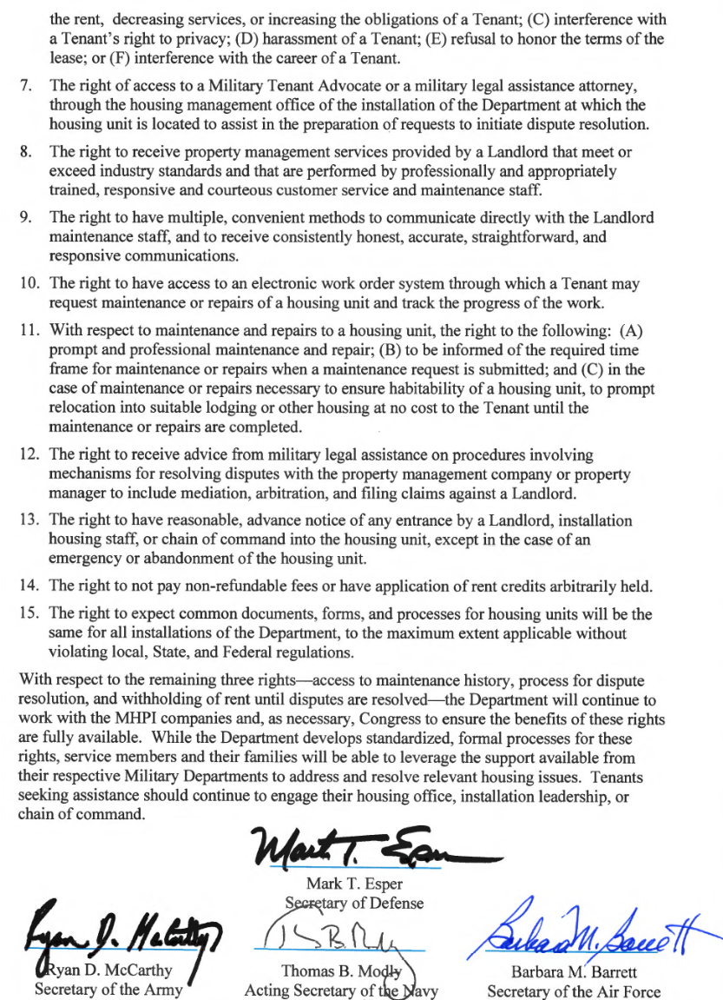 the rent, decreasing services, or increasing the obligations of a Tenant; (C) interference with
a Tenant's right to privacy; (D) harassment of a Tenant; (E) refusal to honor the terms of the
lease; or (F) interference with the career of a Tenant.
7. The right of access to a Military Tenant Advocate or a military legal assistance attorney,
through the housing management office of the installation of the Department at which the
housing unit is located to assist in the preparation of requests to initiate dispute resolution.
8. The right to receive property management services provided by a Landlord that meet or
exceed industry standards and that are performed by professionally and appropriately
trained, responsive and courteous customer service and maintenance staff.
9. The right to have multiple, convenient methods to communicate directly with the Landlord
maintenance staff, and to receive consistently honest, accurate, straightforward, and
responsive communications.
10. The right to have access to an electronic work order system through which a Tenant may
request maintenance or repairs of a housing unit and track the progress of the work.
11. With respect to maintenance and repairs to a housing unit, the right to the following: (A)
prompt and professional maintenance and repair; (B) to be informed of the required time
frame for maintenance or repairs when a maintenance request is submitted; and (C) in the
case of maintenance or repairs necessary to ensure habitability of a housing unit, to prompt
relocation into suitable lodging or other housing at no cost to the Tenant until the
maintenance or repairs are completed.
12. The right to receive advice from military legal assistance on procedures involving
mechanisms for resolving disputes with the property management company or property
manager to include mediation, arbitration, and filing claims against a Landlord.
13. The right to have reasonable, advance notice of any entrance by a Landlord, installation
housing staff, or chain of command into the housing unit, except in the case of an
emergency or abandonment of the housing unit.
14. The right to not pay non-refundable fees or have application of rent credits arbitrarily held.
15. The right to expect common documents, forms, and processes for housing units will be the
same for all installations of the Department, to the maximum extent applicable without
violating local, State, and Federal regulations.
With respect to the remaining three rights—access to maintenance history, process for dispute
resolution, and withholding of rent until disputes are resolved—the Department will continue to
work with the MHPI companies and, as necessary, Congress to ensure the benefits of these rights
are fully available. While the Department develops standardized, formal processes for these
rights, service members and their families will be able to leverage the support available from
their respective Military Departments to address and resolve relevant housing issues. Tenants
seeking assistance should continue to engage their housing office, installation leadership, or
chain of command.
Mark T. Esper
Mark T. Esper
Secretary of Defense
Ryan D. McCarthy
Barbara M. Barrett
Ryan D. McCarthy
Secretary of the Army
Thomas B. Modly
Acting Secretary of the Navy
Barbara M. Barrett
Secretary of the Air Force